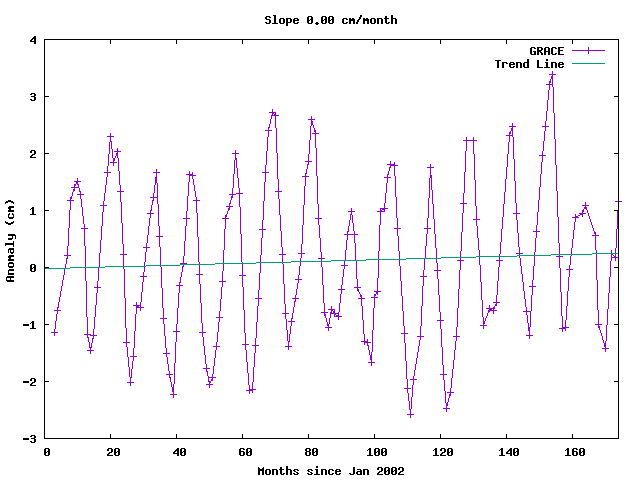 Slope 0.00 cm/month
GRACE
Trend Line
4
3
2
1
0
-1
-2
-3
Anomaly (cm)
0 20 40 60 80 100 120 140 160
Months since Jan 2002